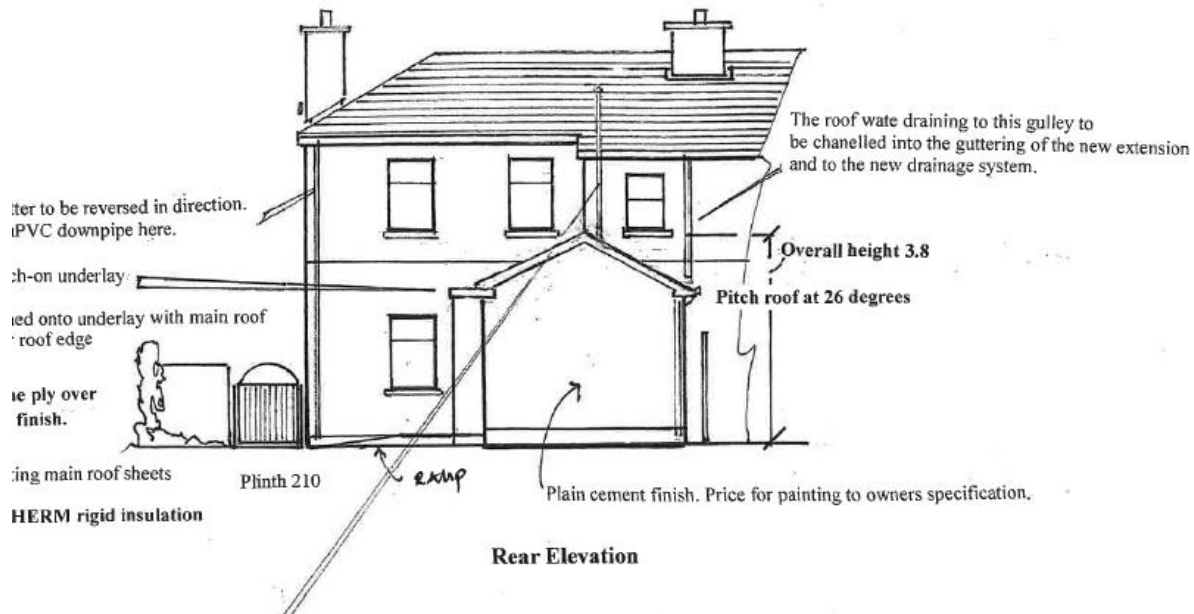 The roof wate draining to this gulley to
be chanelled into the guttering of the new extension
and to the new drainage system.
tter to be reversed in direction.
PVC downpipe here.
Overall height 3.8
ch-on underlay
Pitch roof at 26 degrees
ed onto underlay with main roof
roof edge
e ply over
finish.
ing main roof sheets
Plinth 210
RAMP
Plain cement finish. Price for painting to owners specification.
HERM rigid insulation
Rear Elevation